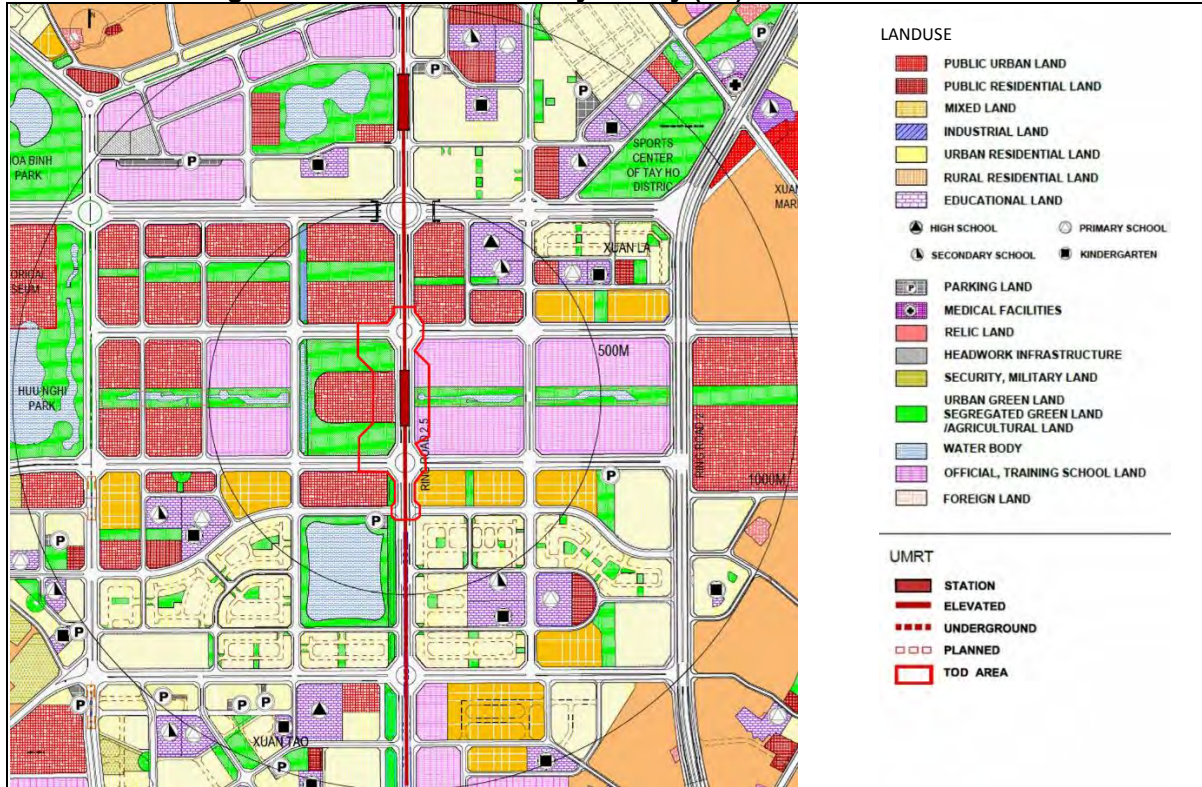 LANDUSE
PUBLIC URBAN LAND
PUBLIC RESIDENTIAL LAND
MIXED LAND
INDUSTRIAL LAND
URBAN RESIDENTIAL LAND
RURAL RESIDENTIAL LAND
EDUCATIONAL LAND
HIGH SCHOOL
PRIMARY SCHOOL
SECONDARY SCHOOL
KINDERGARTEN
P PARKING LAND
MEDICAL FACILITIES
RELIC LAND
HEADWORK INFRASTRUCTURE
SECURITY, MILITARY LAND
URBAN GREEN LAND
SEGREGATED GREEN LAND
/AGRICULTURAL LAND
WATER BODY
OFFICIAL, TRAINING SCHOOL LAND
FOREIGN LAND
UMRT
STATION
ELEVATED
UNDERGROUND
PLANNED
TOD AREA
P
P
P
P
OA BINH
PARK
SPORTS
CENTER
OF TAY HO
DISTRIC
XUA
MAR
XUAN LA
ORICAL
SEUM
500M
HUU NGHI
PARK
RING ROAD 2.5
RING ROAD 2
1000M
P
P
P
P
P
P
P
P
P
XUAN TAO
P